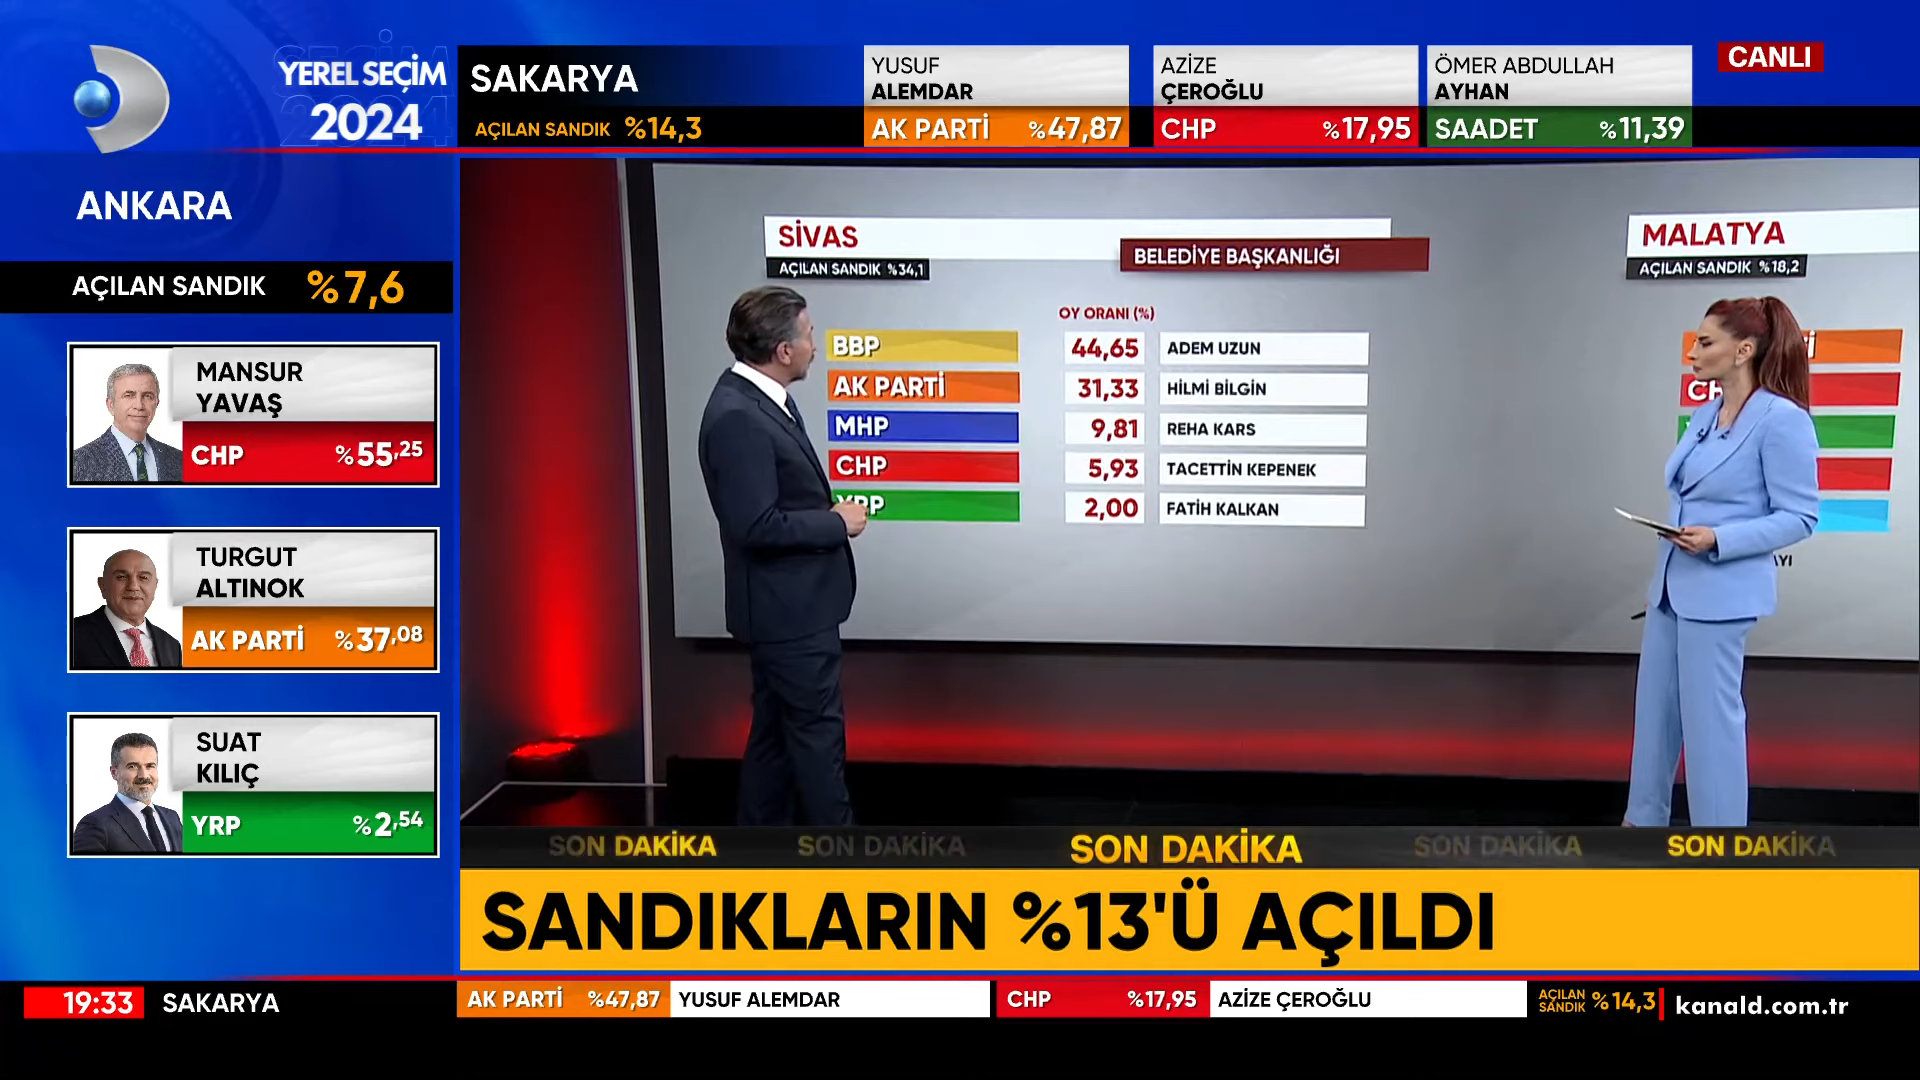 YEREL SEÇİM
2024
SAKARYA
AÇILAN SANDIK %14,3
YUSUF
ALEMDAR
AK PARTİ %47,87
AZİZE
ÇEROĞLU
CHP %17,95
ÖMER ABDULLAH
AYHAN
SAADET %11,39
CANLI
ANKARA
AÇILAN SANDIK %7,6
MANSUR
YAVAŞ
CHP %55,25
TURGUT
ALTINOK
AK PARTİ %37,08
SUAT
KILIÇ
YRP %2,54
SİVAS
BELEDİYE BAŞKANLIĞI
AÇILAN SANDIK %34,1
OY ORANI (%)
BBP 44,65 ADEM UZUN
AK PARTİ 31,33 HİLMİ BİLGİN
MHP 9,81 REHA KARS
CHP 5,93 TACETTİN KEPENEK
YRP 2,00 FATİH KALKAN
MALATYA
AÇILAN SANDIK %18,2
SON DAKİKA SON DAKİKA SON DAKİKA SON DAKİKA SON DAKİKA
SANDIKLARIN %13'Ü AÇILDI
19:33 SAKARYA AK PARTİ %47,87 YUSUF ALEMDAR CHP %17,95 AZİZE ÇEROĞLU AÇILAN SANDIK %14,3 kanald.com.tr